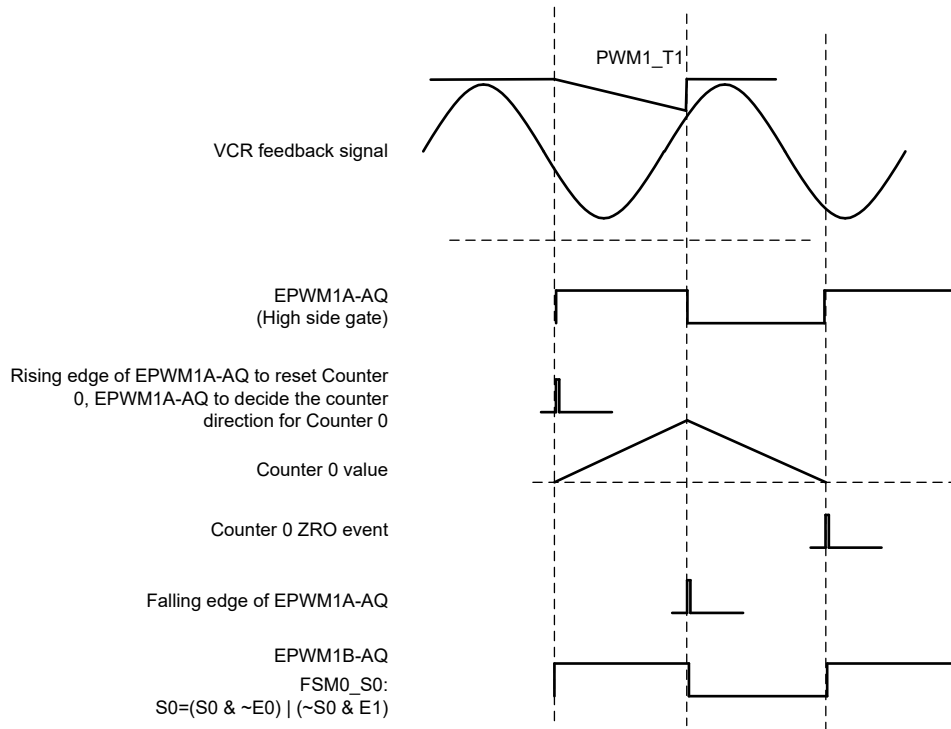 PWM1_T1
VCR feedback signal
EPWM1A-AQ
(High side gate)
Rising edge of EPWM1A-AQ to reset Counter
0, EPWM1A-AQ to decide the counter
direction for Counter 0
Counter 0 value
Counter 0 ZRO event
Falling edge of EPWM1A-AQ
EPWM1B-AQ
FSM0_S0:
S0=(S0 & ~E0) | (~S0 & E1)